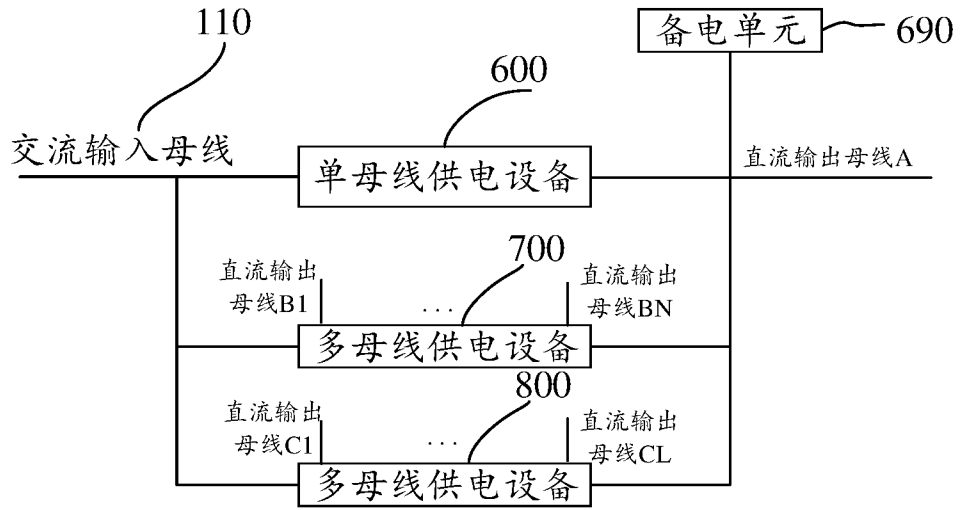 110
备电单元
690
600
交流输入母线
单母线供电设备
直流输出母线A
700
直流输出
母线B1
...
直流输出
母线BN
多母线供电设备
800
直流输出
母线C1
...
直流输出
母线CL
多母线供电设备